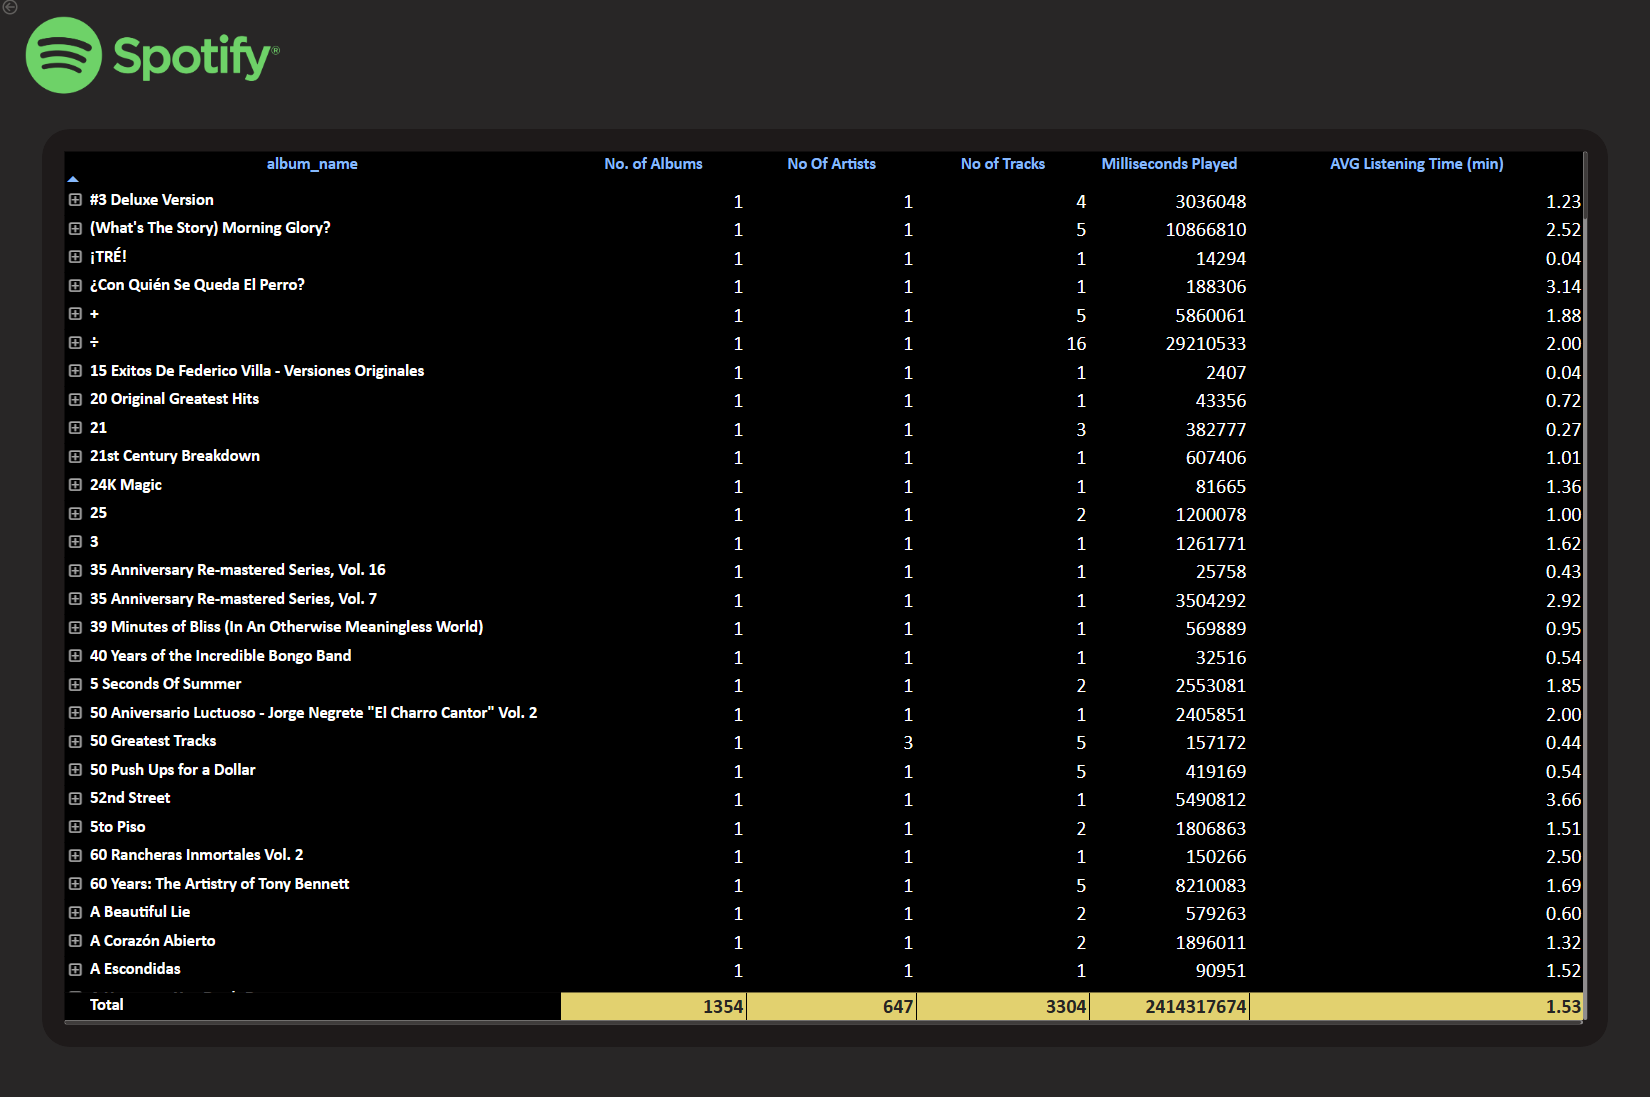 Spotify®
album_name No. of Albums No Of Artists No of Tracks Milliseconds Played AVG Listening Time (min)
#3 Deluxe Version 1 1 4 3036048 1.23
(What's The Story) Morning Glory? 1 1 5 10866810 2.52
¡TRÉ! 1 1 1 14294 0.04
¿Con Quién Se Queda El Perro? 1 1 1 188306 3.14
+ 1 1 5 5860061 1.88
÷ 1 1 16 29210533 2.00
15 Exitos De Federico Villa - Versiones Originales 1 1 1 2407 0.04
20 Original Greatest Hits 1 1 1 43356 0.72
21 1 1 3 382777 0.27
21st Century Breakdown 1 1 1 607406 1.01
24K Magic 1 1 1 81665 1.36
25 1 1 2 1200078 1.00
3 1 1 1 1261771 1.62
35 Anniversary Re-mastered Series, Vol. 16 1 1 1 25758 0.43
35 Anniversary Re-mastered Series, Vol. 7 1 1 1 3504292 2.92
39 Minutes of Bliss (In An Otherwise Meaningless World) 1 1 1 569889 0.95
40 Years of the Incredible Bongo Band 1 1 1 32516 0.54
5 Seconds Of Summer 1 1 2 2553081 1.85
50 Aniversario Luctuoso - Jorge Negrete "El Charro Cantor" Vol. 2 1 1 1 2405851 2.00
50 Greatest Tracks 1 3 5 157172 0.44
50 Push Ups for a Dollar 1 1 5 419169 0.54
52nd Street 1 1 1 5490812 3.66
5to Piso 1 1 2 1806863 1.51
60 Rancheras Inmortales Vol. 2 1 1 1 150266 2.50
60 Years: The Artistry of Tony Bennett 1 1 5 8210083 1.69
A Beautiful Lie 1 1 2 579263 0.60
A Corazón Abierto 1 1 2 1896011 1.32
A Escondidas 1 1 1 90951 1.52
Total 1354 647 3304 2414317674 1.53